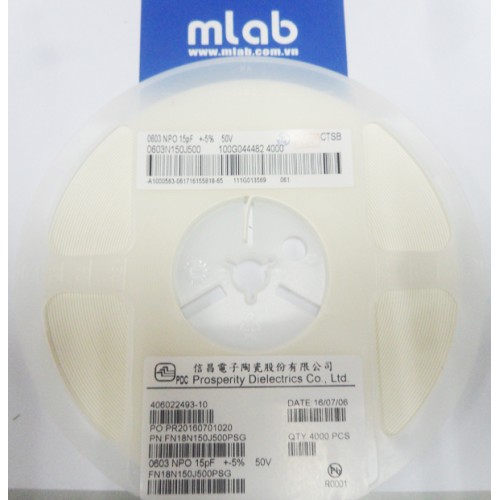 mlab
www.mlab.com.vn
0603 NPO 15pF +-5% 50V CTSB
0603N150J500 100G044482 4000
111G013569 061
信昌電子陶瓷股份有限公司
PDC Prosperity Dielectrics Co., Ltd.
406022493-10 DATE:16/07/06
PO:PR20160701020
PN:FN18N150J500PSG QTY:4000 PCS
0603 NPO 15pF +-5% 50V
FN18N150J500PSG R0001